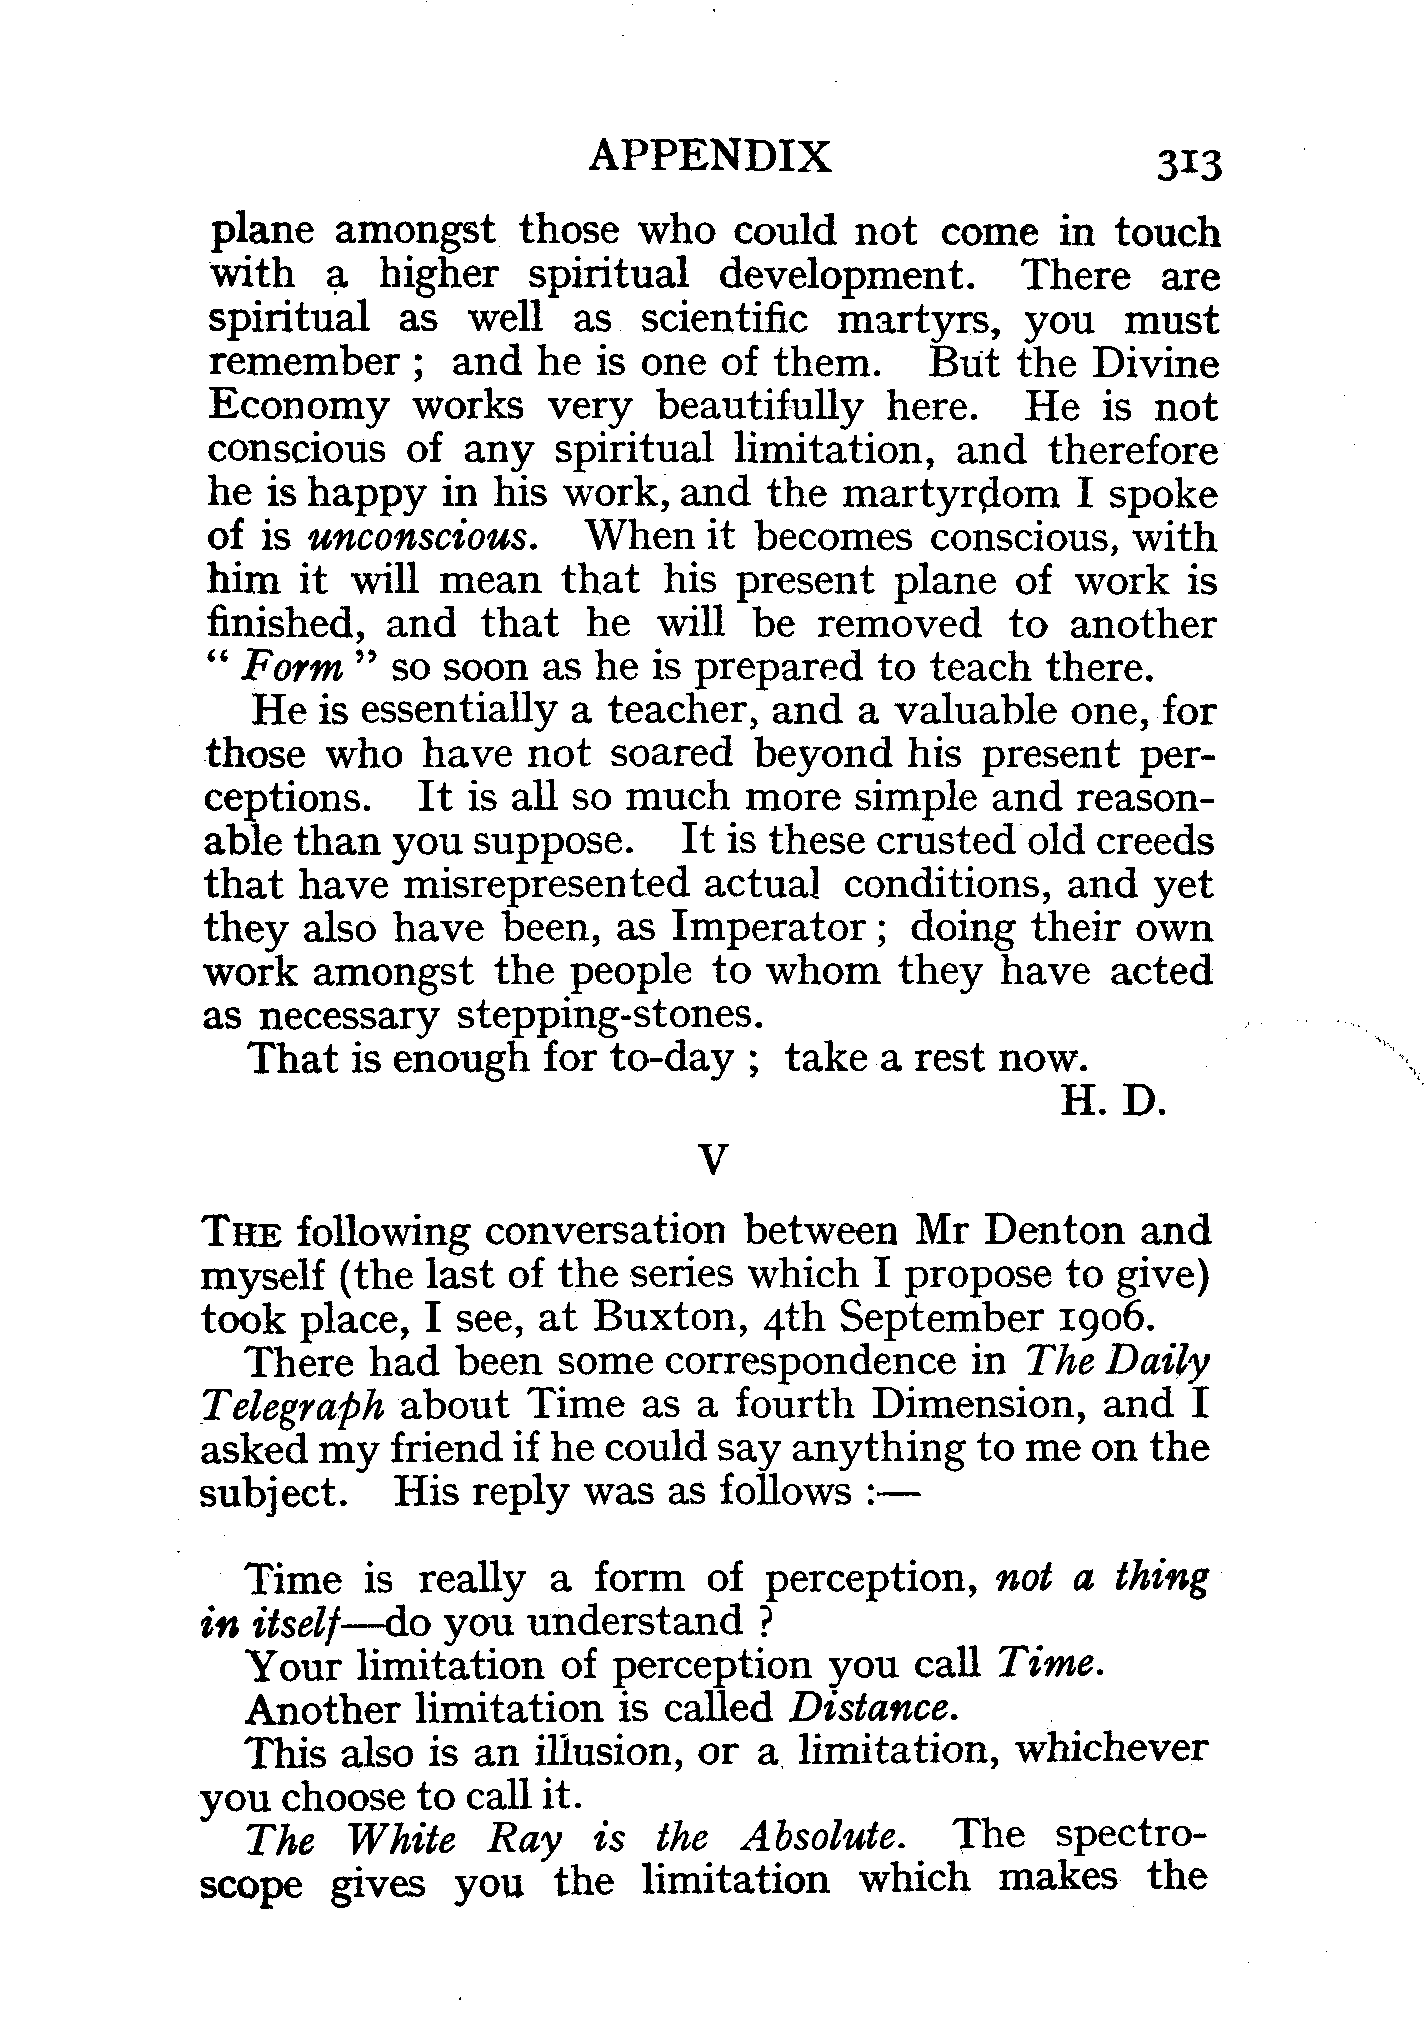 APPENDIX 313
plane amongst those who could not come in touch
with a higher spiritual development. There are
spiritual as well as scientific martyrs, you must
remember ; and he is one of them. But the Divine
Economy works very beautifully here. He is not
conscious of any spiritual limitation, and therefore
he is happy in his work, and the martyrdom I spoke
of is unconscious. When it becomes conscious, with
him it will mean that his present plane of work is
finished, and that he will be removed to another
“ Form ” so soon as he is prepared to teach there.
He is essentially a teacher, and a valuable one, for
those who have not soared beyond his present per-
ceptions. It is all so much more simple and reason-
able than you suppose. It is these crusted old creeds
that have misrepresented actual conditions, and yet
they also have been, as Imperator ; doing their own
work amongst the people to whom they have acted
as necessary stepping-stones.
That is enough for to-day ; take a rest now.
H. D.
V
THE following conversation between Mr Denton and
myself (the last of the series which I propose to give)
took place, I see, at Buxton, 4th September 1906.
There had been some correspondence in The Daily
Telegraph about Time as a fourth Dimension, and I
asked my friend if he could say anything to me on the
subject. His reply was as follows :—
Time is really a form of perception, not a thing
in itself—do you understand ?
Your limitation of perception you call Time.
Another limitation is called Distance.
This also is an illusion, or a limitation, whichever
you choose to call it.
The White Ray is the Absolute. The spectro-
scope gives you the limitation which makes the